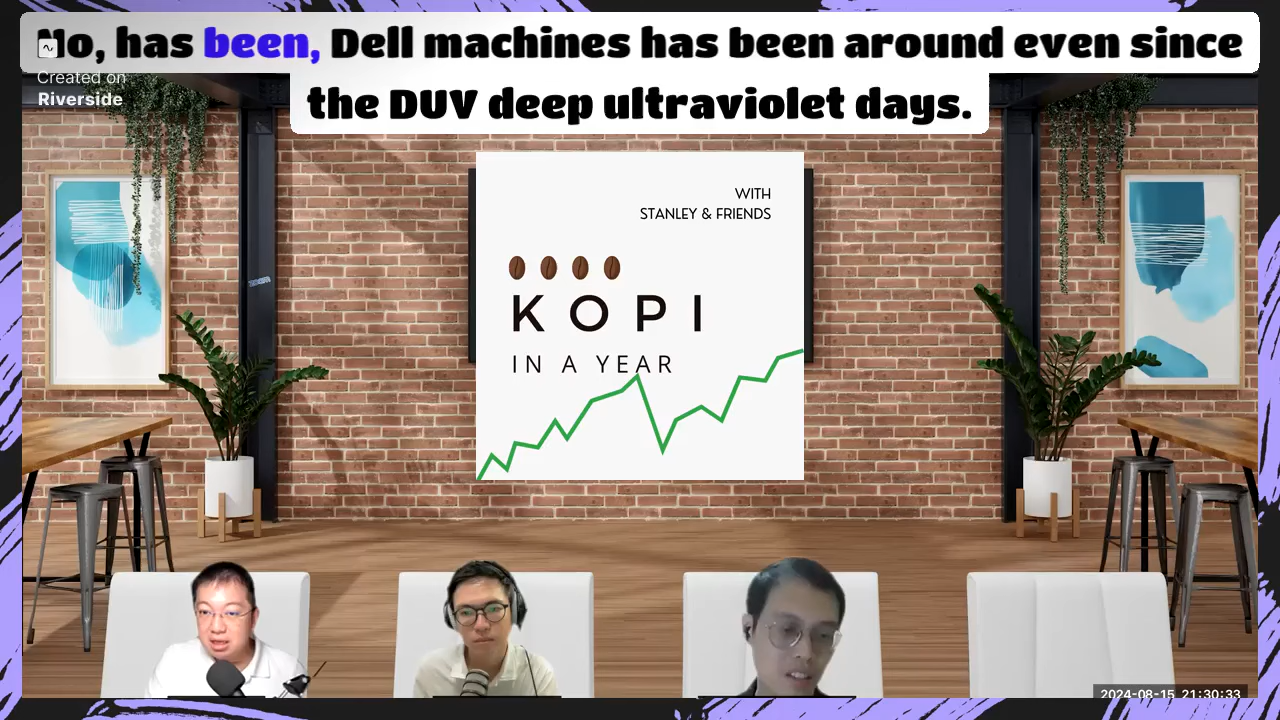 No, has been, Dell machines has been around even since
the DUV deep ultraviolet days.
Created on
Riverside
WITH
STANLEY & FRIENDS
KOPI
IN A YEAR
2024-08-15 21:30:33